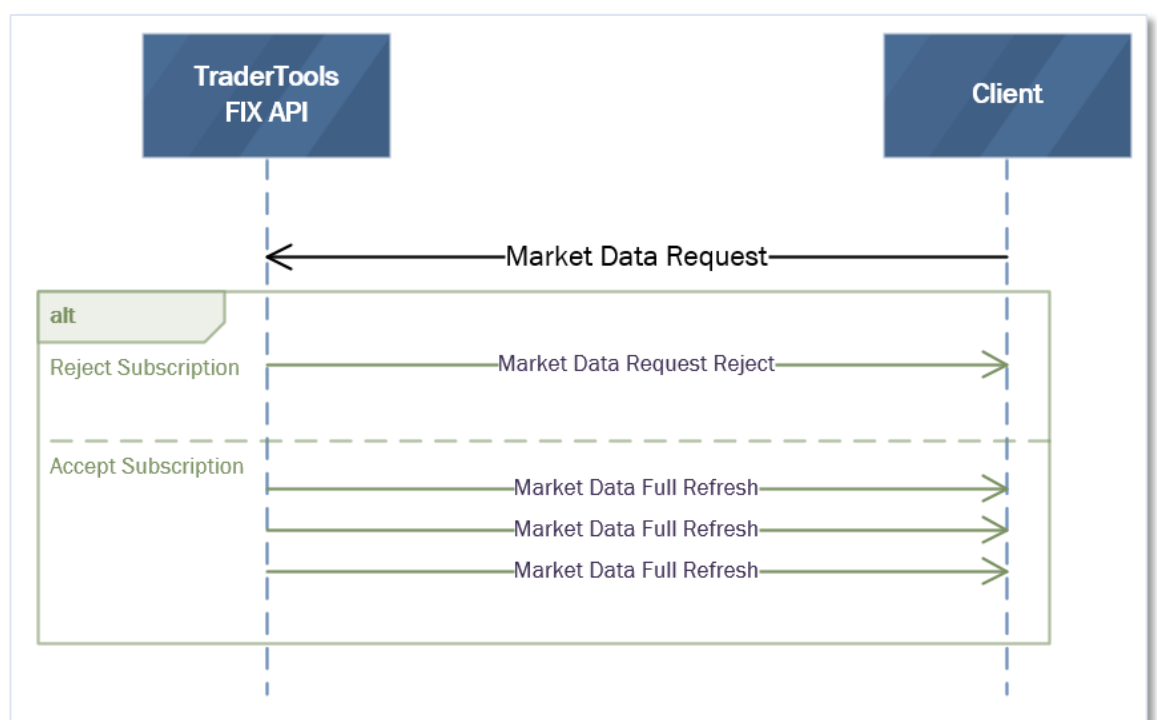 TraderTools
FIX API
Client
Market Data Request
alt
Reject Subscription
Market Data Request Reject
Accept Subscription
Market Data Full Refresh
Market Data Full Refresh
Market Data Full Refresh